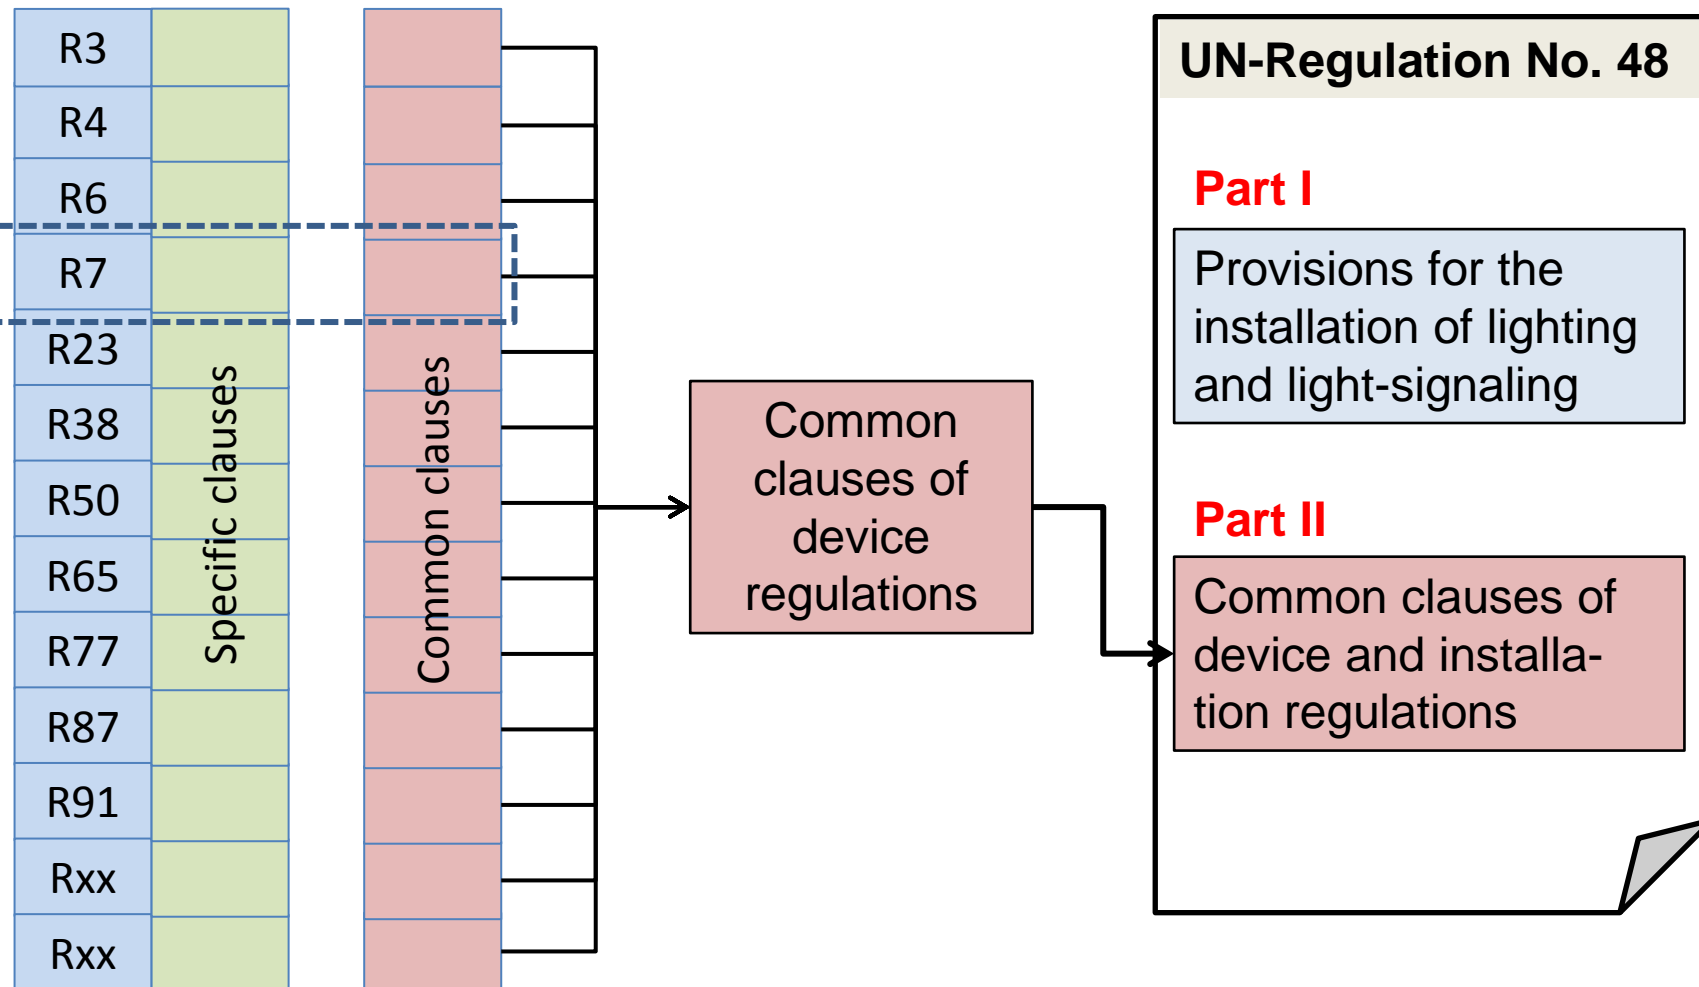 R3
R4
R6
R7
R23
R38
R50
R65
R77
R87
R91
Rxx
Rxx
Specific clauses
Common clauses
Common
clauses of
device
regulations
UN-Regulation No. 48
Part I
Provisions for the
installation of lighting
and light-signaling
Part II
Common clauses of
device and installa-
tion regulations